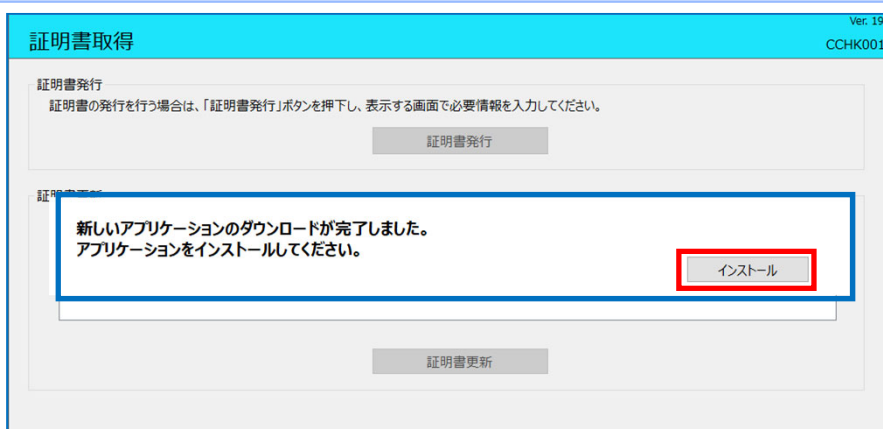 Ver. 19
証明書取得
CCHK001
証明書発行
証明書の発行を行う場合は、「証明書発行」ボタンを押下し、表示する画面で必要情報を入力してください。
証明書発行
証明書更新
新しいアプリケーションのダウンロードが完了しました。
アプリケーションをインストールしてください。
インストール
証明書更新